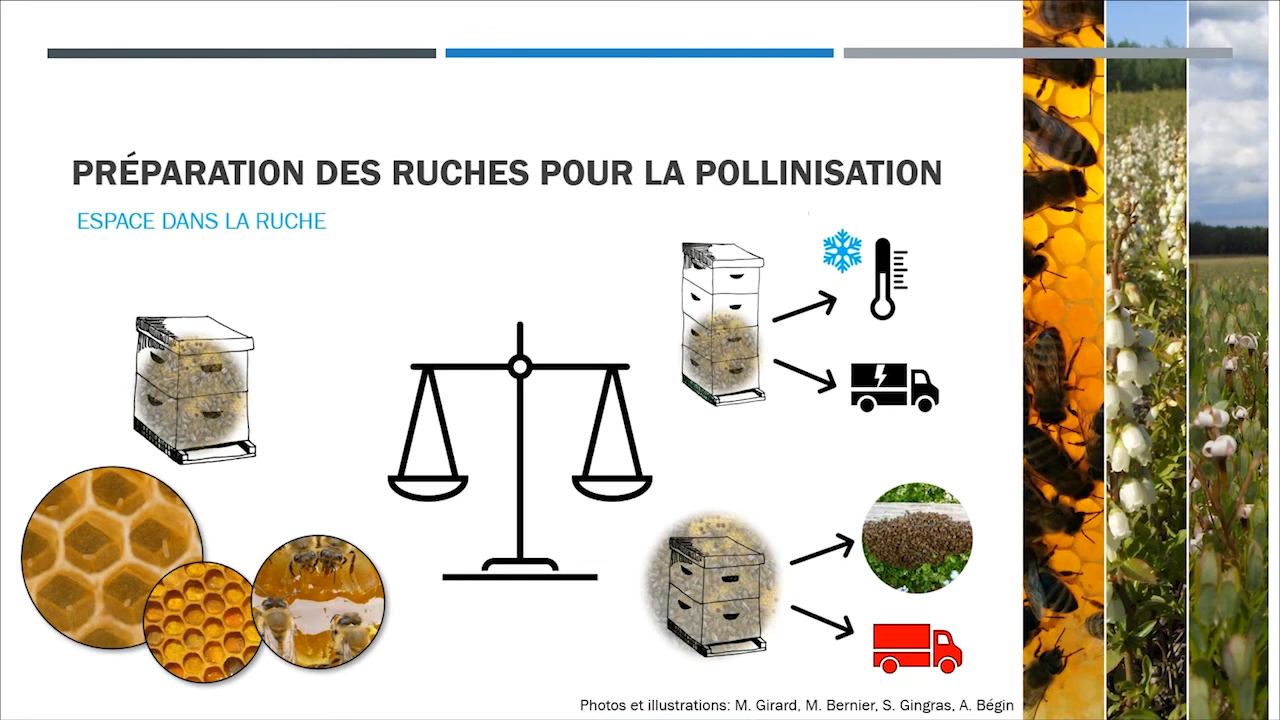 PRÉPARATION DES RUCHES POUR LA POLLINISATION
ESPACE DANS LA RUCHE
Photos et illustrations: M. Girard, M. Bernier, S. Gingras, A. Bégin